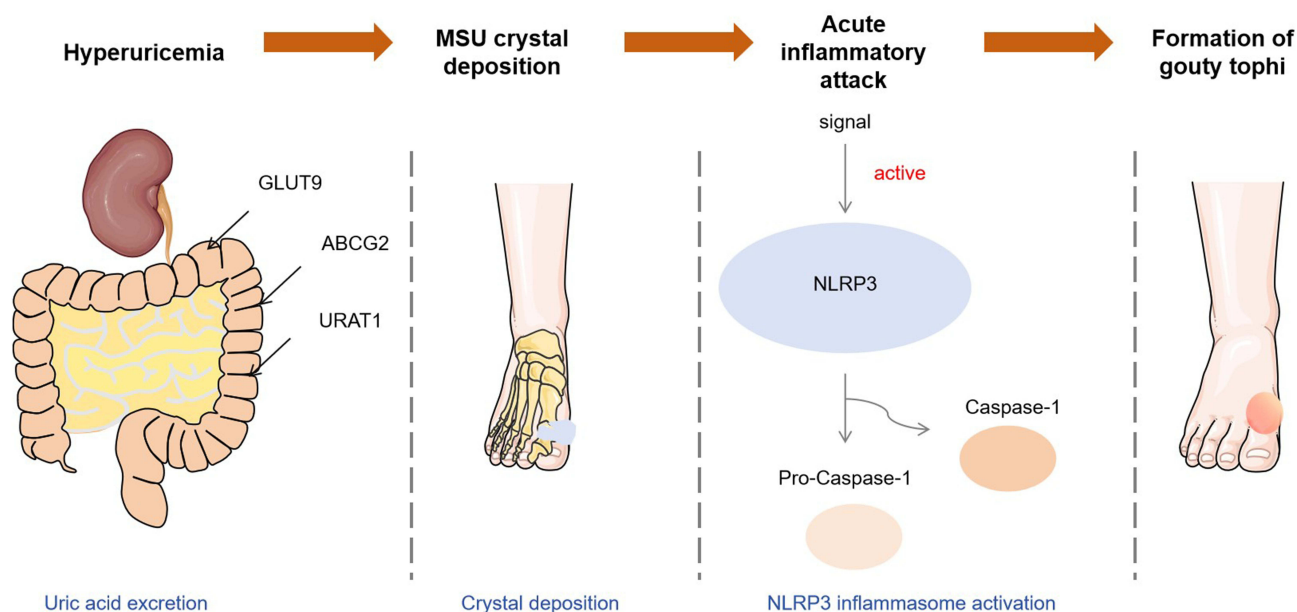 Hyperuricemia
MSU crystal
deposition
Acute
inflammatory
attack
Formation of
gouty tophi
GLUT9
ABCG2
URAT1
signal
active
NLRP3
Caspase-1
Pro-Caspase-1
Uric acid excretion
Crystal deposition
NLRP3 inflammasome activation